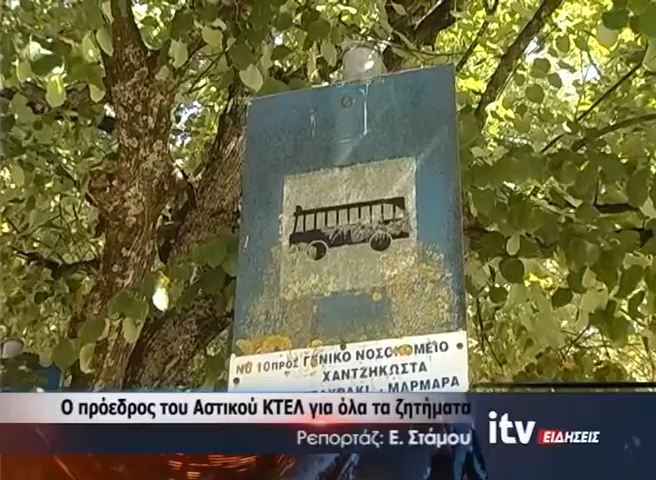 Νο 10 προς ΓΕΝΙΚΟ ΝΟΣΟΚΟΜΕΙΟ
ΧΑΝΤΖΗΚΩΣΤΑ
ΜΑΡΜΑΡΑ
Ο πρόεδρος του Αστικού ΚΤΕΛ για όλα τα ζητήματα
Ρεπορτάζ: Ε. Στάμου
itv ΕΙΔΗΣΕΙΣ